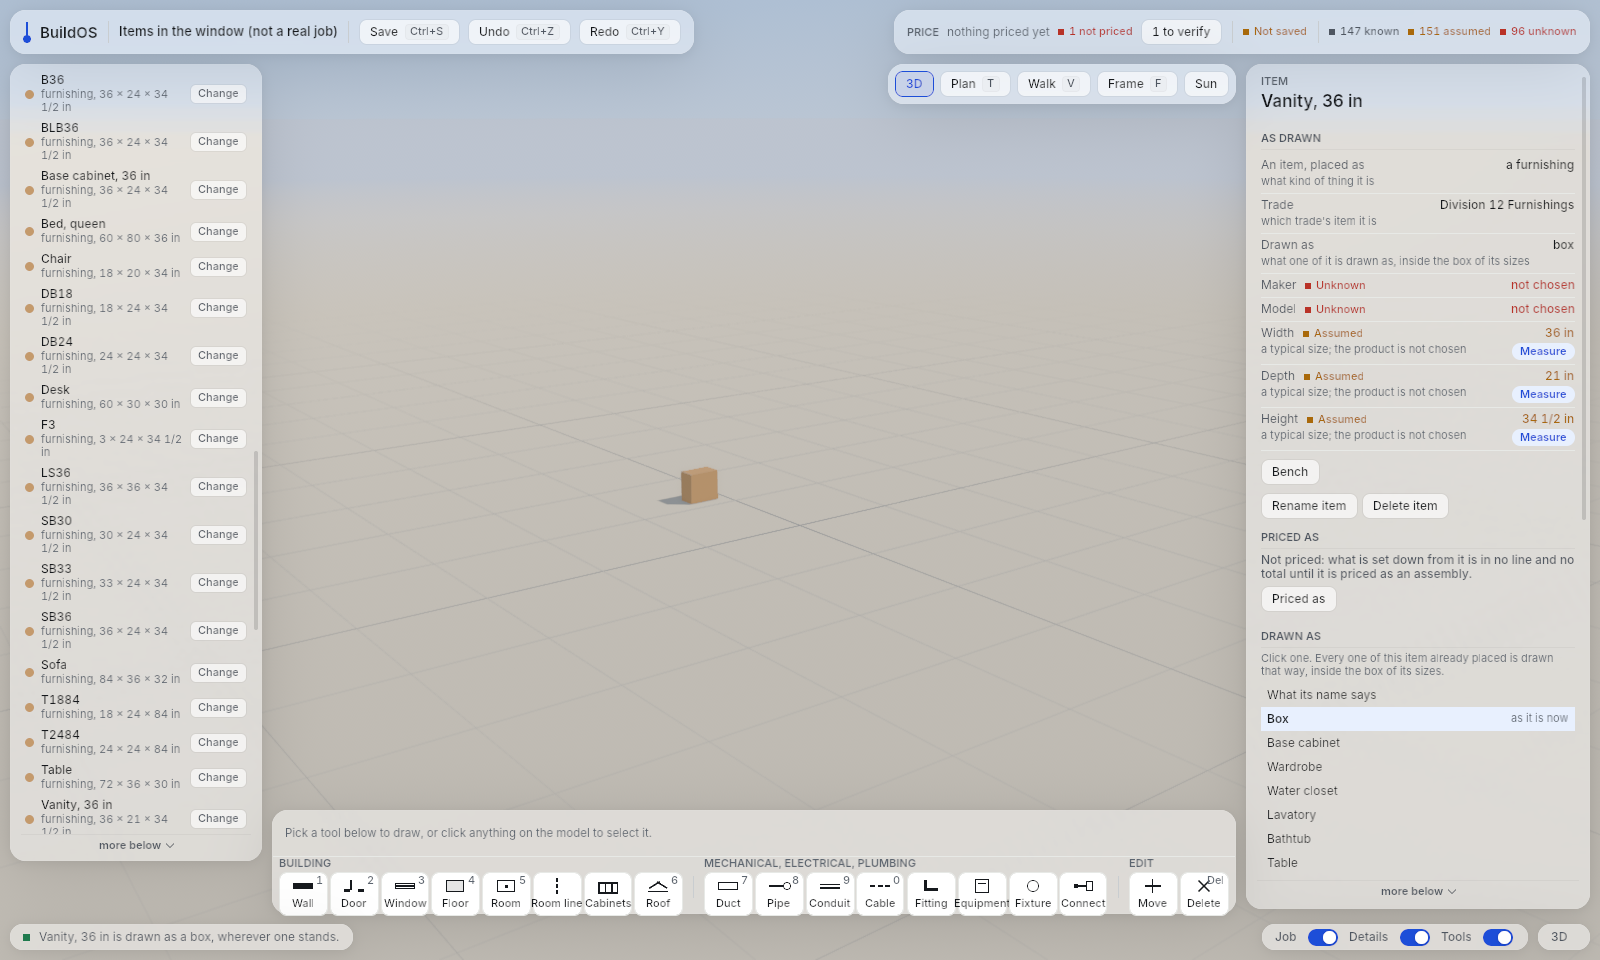 BuildOS
Items in the window (not a real job)
Save Ctrl+S
Undo Ctrl+Z
Redo Ctrl+Y
PRICE nothing priced yet 1 not priced 1 to verify Not saved 147 known 151 assumed 96 unknown
3D
Plan T
Walk V
Frame F
Sun
B36
furnishing, 36 × 24 × 34
1/2 in
Change
BLB36
furnishing, 36 × 24 × 34
1/2 in
Change
Base cabinet, 36 in
furnishing, 36 × 24 × 34
1/2 in
Change
Bed, queen
furnishing, 60 × 80 × 36 in
Change
Chair
furnishing, 18 × 20 × 34 in
Change
DB18
furnishing, 18 × 24 × 34
1/2 in
Change
DB24
furnishing, 24 × 24 × 34
1/2 in
Change
Desk
furnishing, 60 × 30 × 30 in
Change
F3
furnishing, 3 × 24 × 34 1/2
in
Change
LS36
furnishing, 36 × 36 × 34
1/2 in
Change
SB30
furnishing, 30 × 24 × 34
1/2 in
Change
SB33
furnishing, 33 × 24 × 34
1/2 in
Change
SB36
furnishing, 36 × 24 × 34
1/2 in
Change
Sofa
furnishing, 84 × 36 × 32 in
Change
T1884
furnishing, 18 × 24 × 84 in
Change
T2484
furnishing, 24 × 24 × 84 in
Change
Table
furnishing, 72 × 36 × 30 in
Change
Vanity, 36 in
furnishing, 36 × 21 × 34
1/2 in
Change
more below
ITEM
Vanity, 36 in
AS DRAWN
An item, placed as a furnishing
what kind of thing it is
Trade Division 12 Furnishings
which trade's item it is
Drawn as box
what one of it is drawn as, inside the box of its sizes
Maker Unknown not chosen
Model Unknown not chosen
Width Assumed 36 in
a typical size; the product is not chosen Measure
Depth Assumed 21 in
a typical size; the product is not chosen Measure
Height Assumed 34 1/2 in
a typical size; the product is not chosen Measure
Bench
Rename item Delete item
PRICED AS
Not priced: what is set down from it is in no line and no
total until it is priced as an assembly.
Priced as
DRAWN AS
Click one. Every one of this item already placed is drawn
that way, inside the box of its sizes.
What its name says
Box as it is now
Base cabinet
Wardrobe
Water closet
Lavatory
Bathtub
Table
more below
Pick a tool below to draw, or click anything on the model to select it.
BUILDING
1 Wall
2 Door
3 Window
4 Floor
5 Room
Room line
Cabinets
6 Roof
MECHANICAL, ELECTRICAL, PLUMBING
7 Duct
8 Pipe
9 Conduit
0 Cable
Fitting
Equipment
Fixture
Connect
EDIT
Move
Del Delete
Vanity, 36 in is drawn as a box, wherever one stands.
Job
Details
Tools
3D